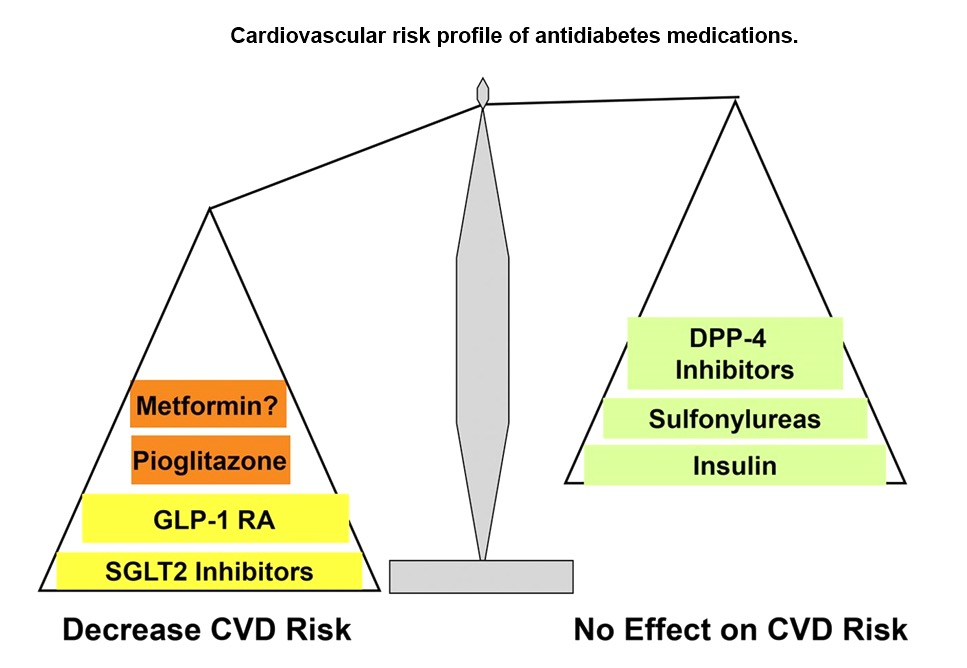 Cardiovascular risk profile of antidiabetes medications.
Metformin?
Pioglitazone
GLP-1 RA
SGLT2 Inhibitors
Decrease CVD Risk
DPP-4
Inhibitors
Sulfonylureas
Insulin
No Effect on CVD Risk